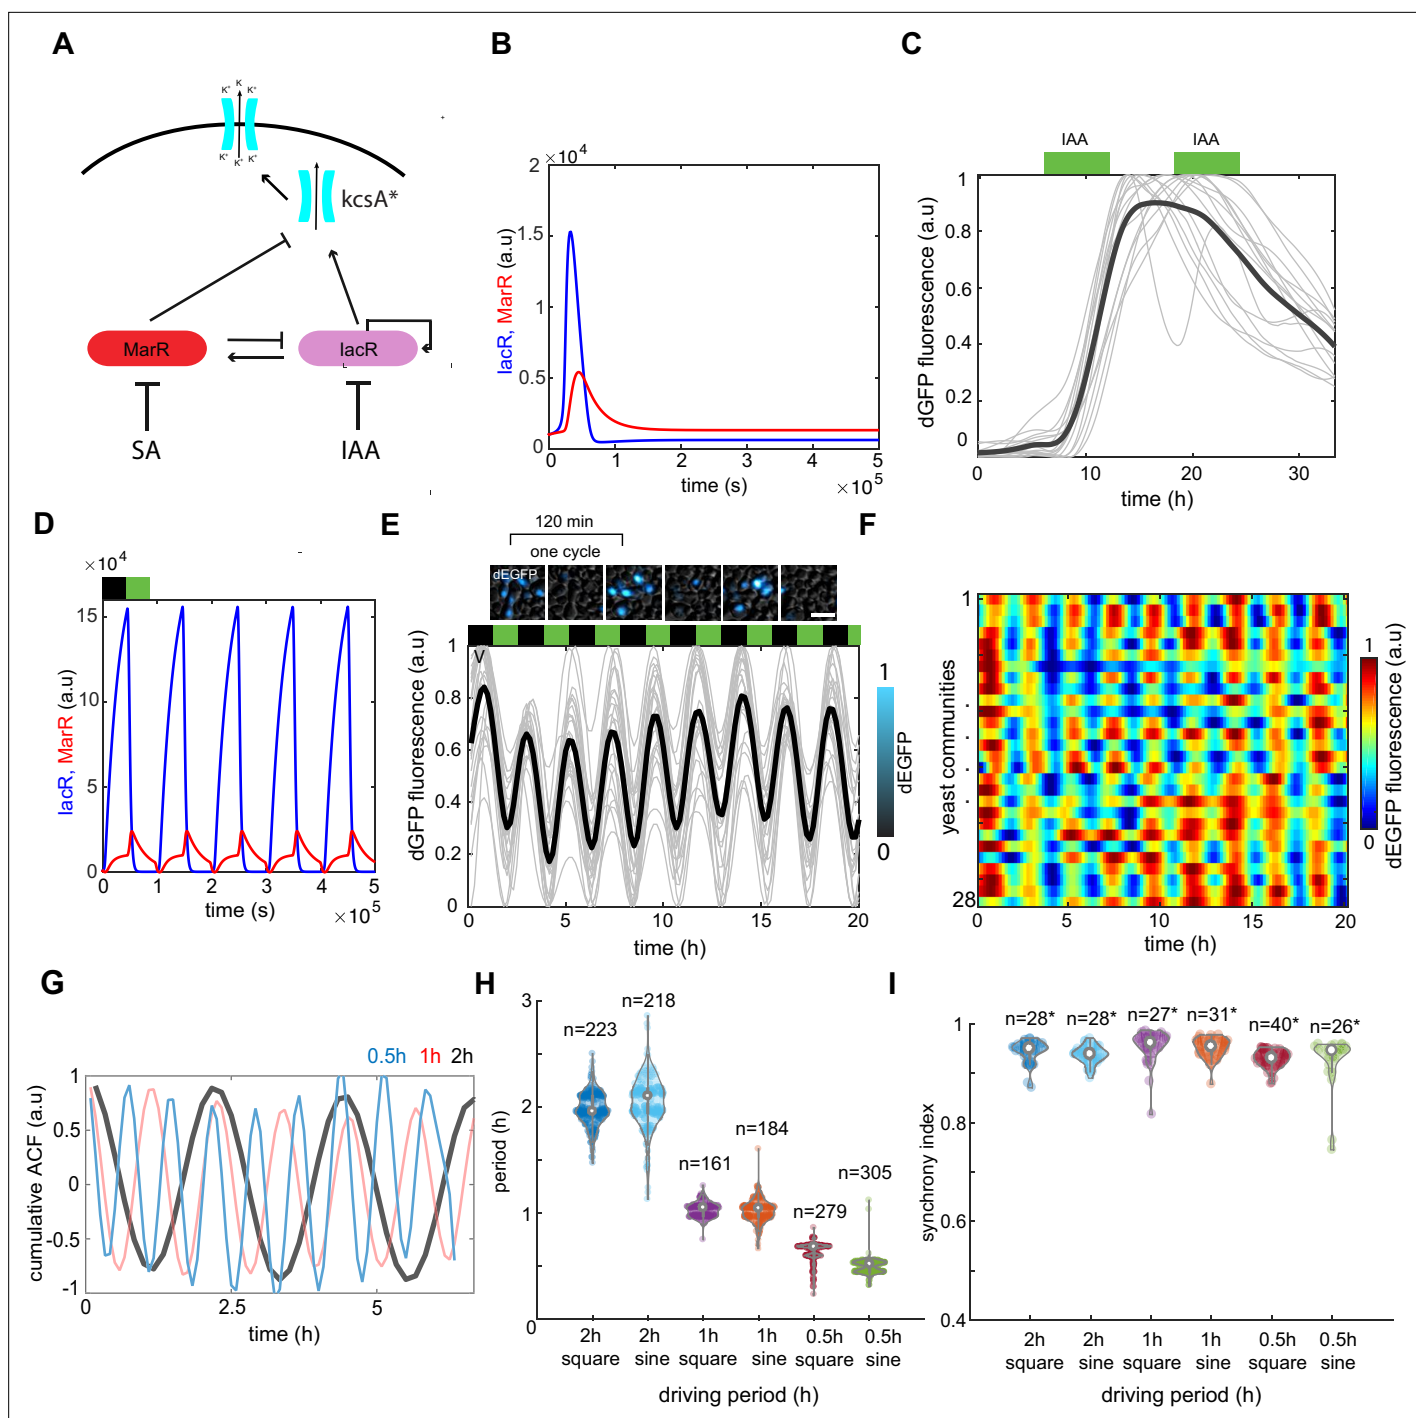 A
K⁺ K K⁺
K⁺ K⁺ K⁺
kcsA*
MarR
IacR
SA
IAA
B
×10⁴
2
1.5
1
0.5
0
IacR, MarR (a.u)
0 1 2 3 4 5
time (s)
×10⁵
C
IAA IAA
1
0.8
0.6
0.4
0.2
0
dGFP fluorescence (a.u)
0 10 20 30
time (h)
D
×10⁴
15
10
5
0
IacR, MarR (a.u)
0 1 2 3 4 5
time (s)
×10⁵
E
120 min
one cycle
dEGFP
V
1
0.8
0.6
0.4
0.2
0
dGFP fluorescence (a.u)
0 5 10 15 20
time (h)
1
0
dEGFP
F
1
28
yeast communities
0 5 10 15 20
time (h)
1
0
dEGFP fluorescence (a.u)
G
0.5h 1h 2h
1
0.5
0
-0.5
-1
cumulative ACF (a.u)
0 2.5 5
time (h)
H
3
2
1
0
period (h)
n=223
n=218
n=161
n=184
n=279
n=305
2h square
2h sine
1h square
1h sine
0.5h square
0.5h sine
driving period (h)
I
1
0.8
0.6
0.4
synchrony index
n=28*
n=28*
n=27*
n=31*
n=40*
n=26*
2h square
2h sine
1h square
1h sine
0.5h square
0.5h sine
driving period (h)